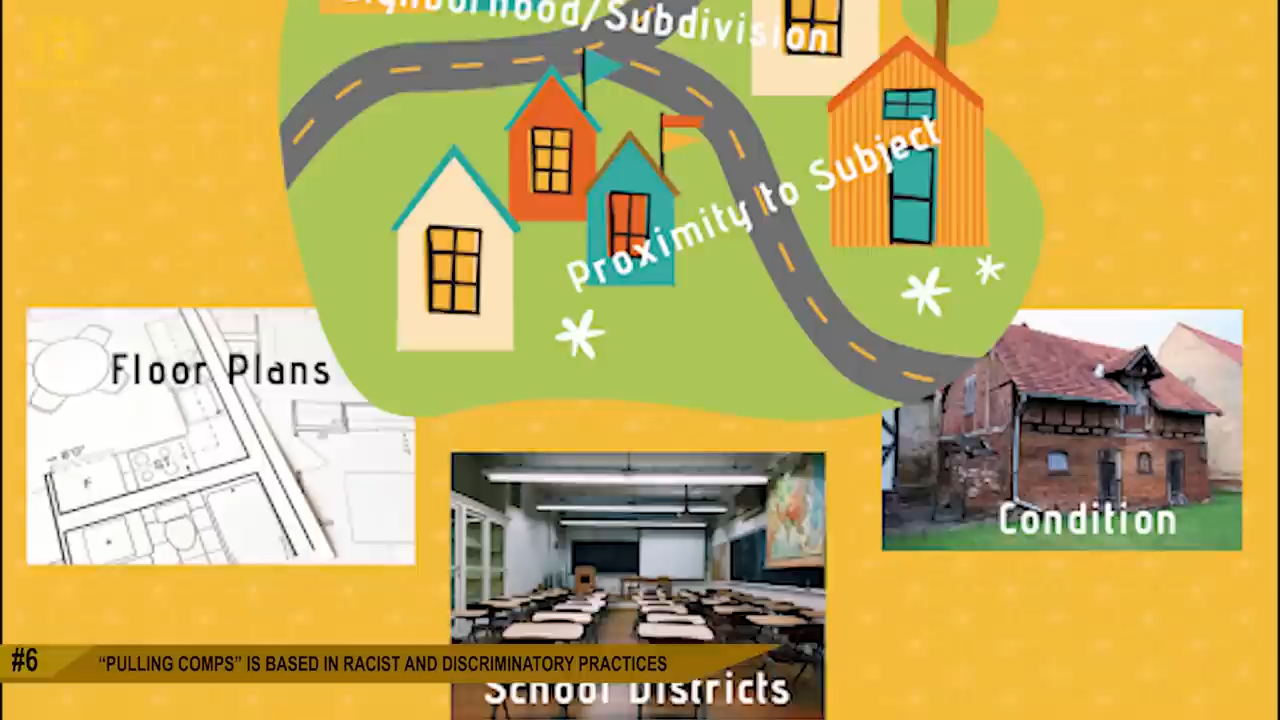 Neighborhood/Subdivision
Proximity to Subject
Floor Plans
Condition
#6 “PULLING COMPS” IS BASED IN RACIST AND DISCRIMINATORY PRACTICES
School Districts